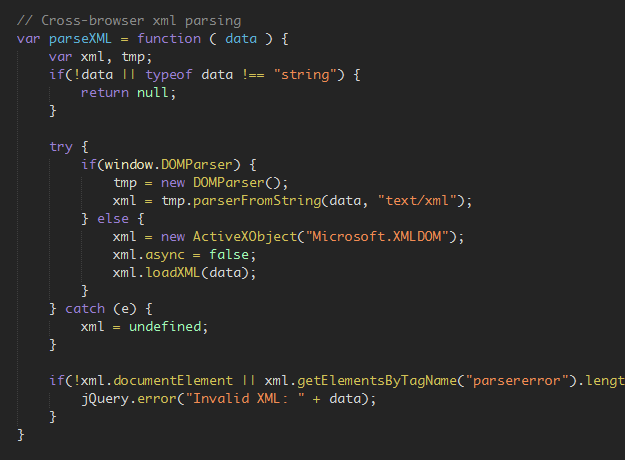 // Cross-browser xml parsing
var parseXML = function ( data ) {
    var xml, tmp;
    if(!data || typeof data !== "string") {
        return null;
    }

    try {
        if(window.DOMParser) {
            tmp = new DOMParser();
            xml = tmp.parserFromString(data, "text/xml");
        } else {
            xml = new ActiveXObject("Microsoft.XMLDOM");
            xml.async = false;
            xml.loadXML(data);
        }
    } catch (e) {
        xml = undefined;
    }

    if(!xml.documentElement || xml.getElementsByTagName("parsererror").lengt
        jQuery.error("Invalid XML: " + data);
    }
}